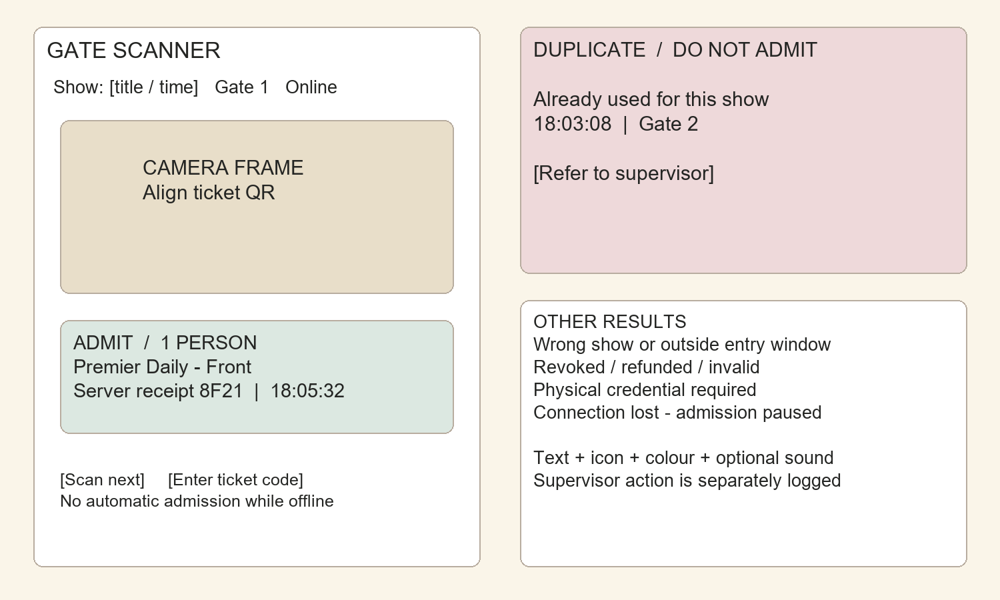 GATE SCANNER
Show: [title / time] Gate 1 Online
CAMERA FRAME
Align ticket QR
ADMIT / 1 PERSON
Premier Daily - Front
Server receipt 8F21 | 18:05:32
[Scan next] [Enter ticket code]
No automatic admission while offline
DUPLICATE / DO NOT ADMIT
Already used for this show
18:03:08 | Gate 2
[Refer to supervisor]
OTHER RESULTS
Wrong show or outside entry window
Revoked / refunded / invalid
Physical credential required
Connection lost - admission paused
Text + icon + colour + optional sound
Supervisor action is separately logged